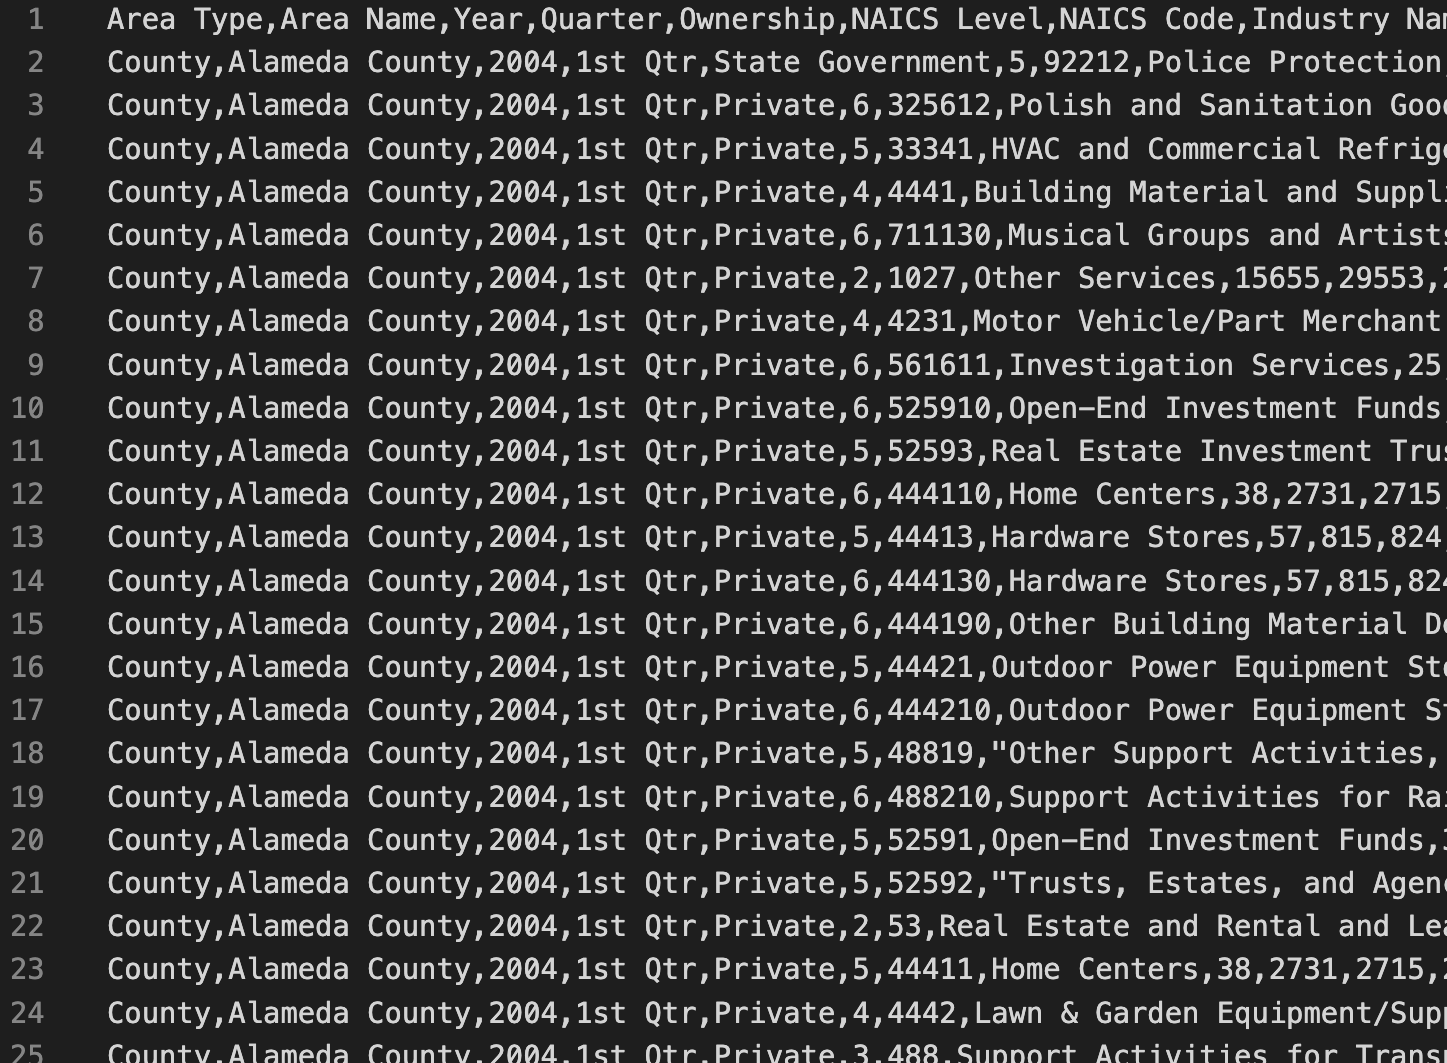 1 Area Type,Area Name,Year,Quarter,Ownership,NAICS Level,NAICS Code,Industry
2 County,Alameda County,2004,1st Qtr,State Government,5,92212,Police Protection
3 County,Alameda County,2004,1st Qtr,Private,6,325612,Polish and Sanitation
4 County,Alameda County,2004,1st Qtr,Private,5,33341,HVAC and Commercial
5 County,Alameda County,2004,1st Qtr,Private,4,4441,Building Material and
6 County,Alameda County,2004,1st Qtr,Private,6,711130,Musical Groups and
7 County,Alameda County,2004,1st Qtr,Private,2,1027,Other Services,15655,29553,
8 County,Alameda County,2004,1st Qtr,Private,4,4231,Motor Vehicle/Part Merchant
9 County,Alameda County,2004,1st Qtr,Private,6,561611,Investigation Services,25
10 County,Alameda County,2004,1st Qtr,Private,6,525910,Open-End Investment Funds
11 County,Alameda County,2004,1st Qtr,Private,5,52593,Real Estate Investment
12 County,Alameda County,2004,1st Qtr,Private,6,444110,Home Centers,38,2731,2715
13 County,Alameda County,2004,1st Qtr,Private,5,44413,Hardware Stores,57,815,824
14 County,Alameda County,2004,1st Qtr,Private,6,444130,Hardware Stores,57,815,
15 County,Alameda County,2004,1st Qtr,Private,6,444190,Other Building Material
16 County,Alameda County,2004,1st Qtr,Private,5,44421,Outdoor Power Equipment
17 County,Alameda County,2004,1st Qtr,Private,6,444210,Outdoor Power Equipment
18 County,Alameda County,2004,1st Qtr,Private,5,48819,"Other Support Activities,
19 County,Alameda County,2004,1st Qtr,Private,6,488210,Support Activities for
20 County,Alameda County,2004,1st Qtr,Private,5,52591,Open-End Investment Funds,
21 County,Alameda County,2004,1st Qtr,Private,5,52592,"Trusts, Estates, and
22 County,Alameda County,2004,1st Qtr,Private,2,53,Real Estate and Rental and
23 County,Alameda County,2004,1st Qtr,Private,5,44411,Home Centers,38,2731,2715,
24 County,Alameda County,2004,1st Qtr,Private,4,4442,Lawn & Garden
25 County,Alameda County,2004,1st Qtr,Private,3,488,Support Activities for